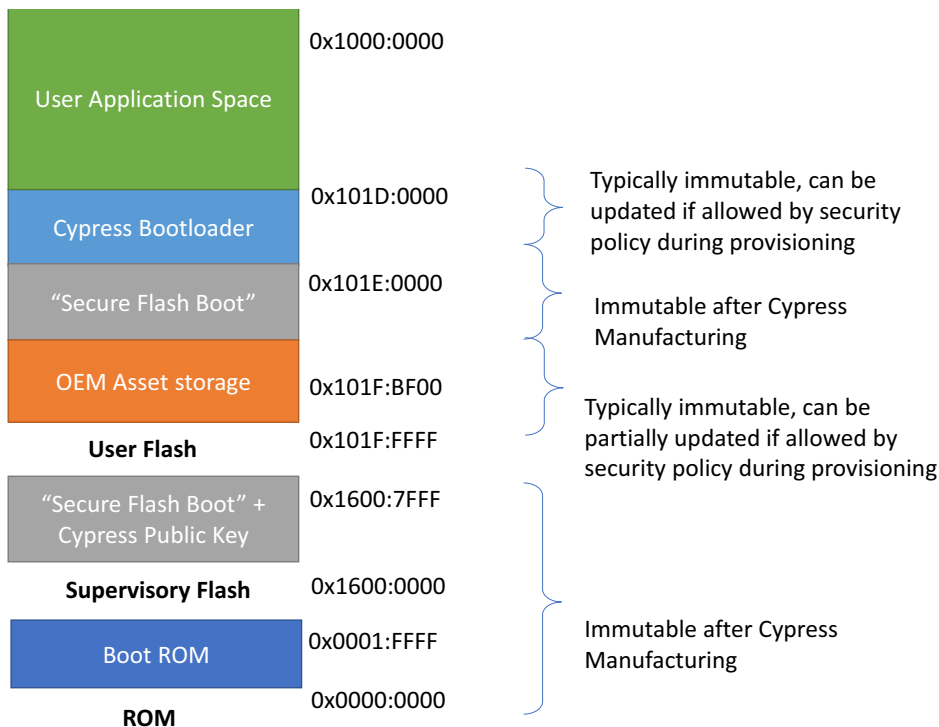 0x1000:0000
User Application Space
0x101D:0000
Typically immutable, can be
updated if allowed by security
policy during provisioning
Cypress Bootloader
0x101E:0000
“Secure Flash Boot”
Immutable after Cypress
Manufacturing
OEM Asset storage
0x101F:BF00
Typically immutable, can be
partially updated if allowed by
security policy during provisioning
0x101F:FFFF
User Flash
0x1600:7FFF
“Secure Flash Boot” +
Cypress Public Key
Supervisory Flash
0x1600:0000
0x0001:FFFF
Boot ROM
Immutable after Cypress
Manufacturing
0x0000:0000
ROM